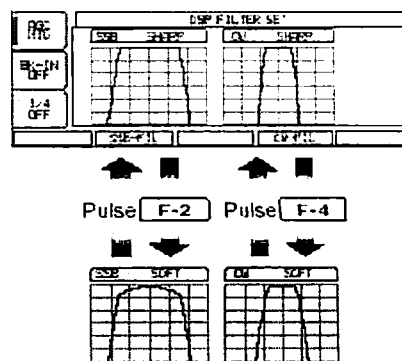 DSP FILTER SET
AGC
MID
SSB SHARP
CW SHARP
BK-IN
OFF
1/4
OFF
SSB-FIL
CW-FIL
Pulse F-2
Pulse F-4
SSB SOFT
CW SOFT